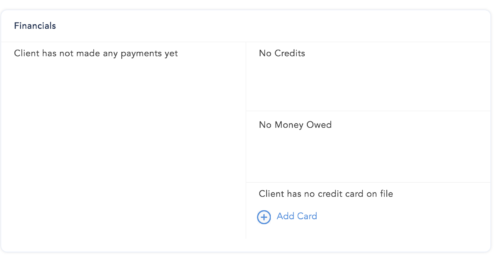 Financials
Client has not made any payments yet
No Credits
No Money Owed
Client has no credit card on file
Add Card